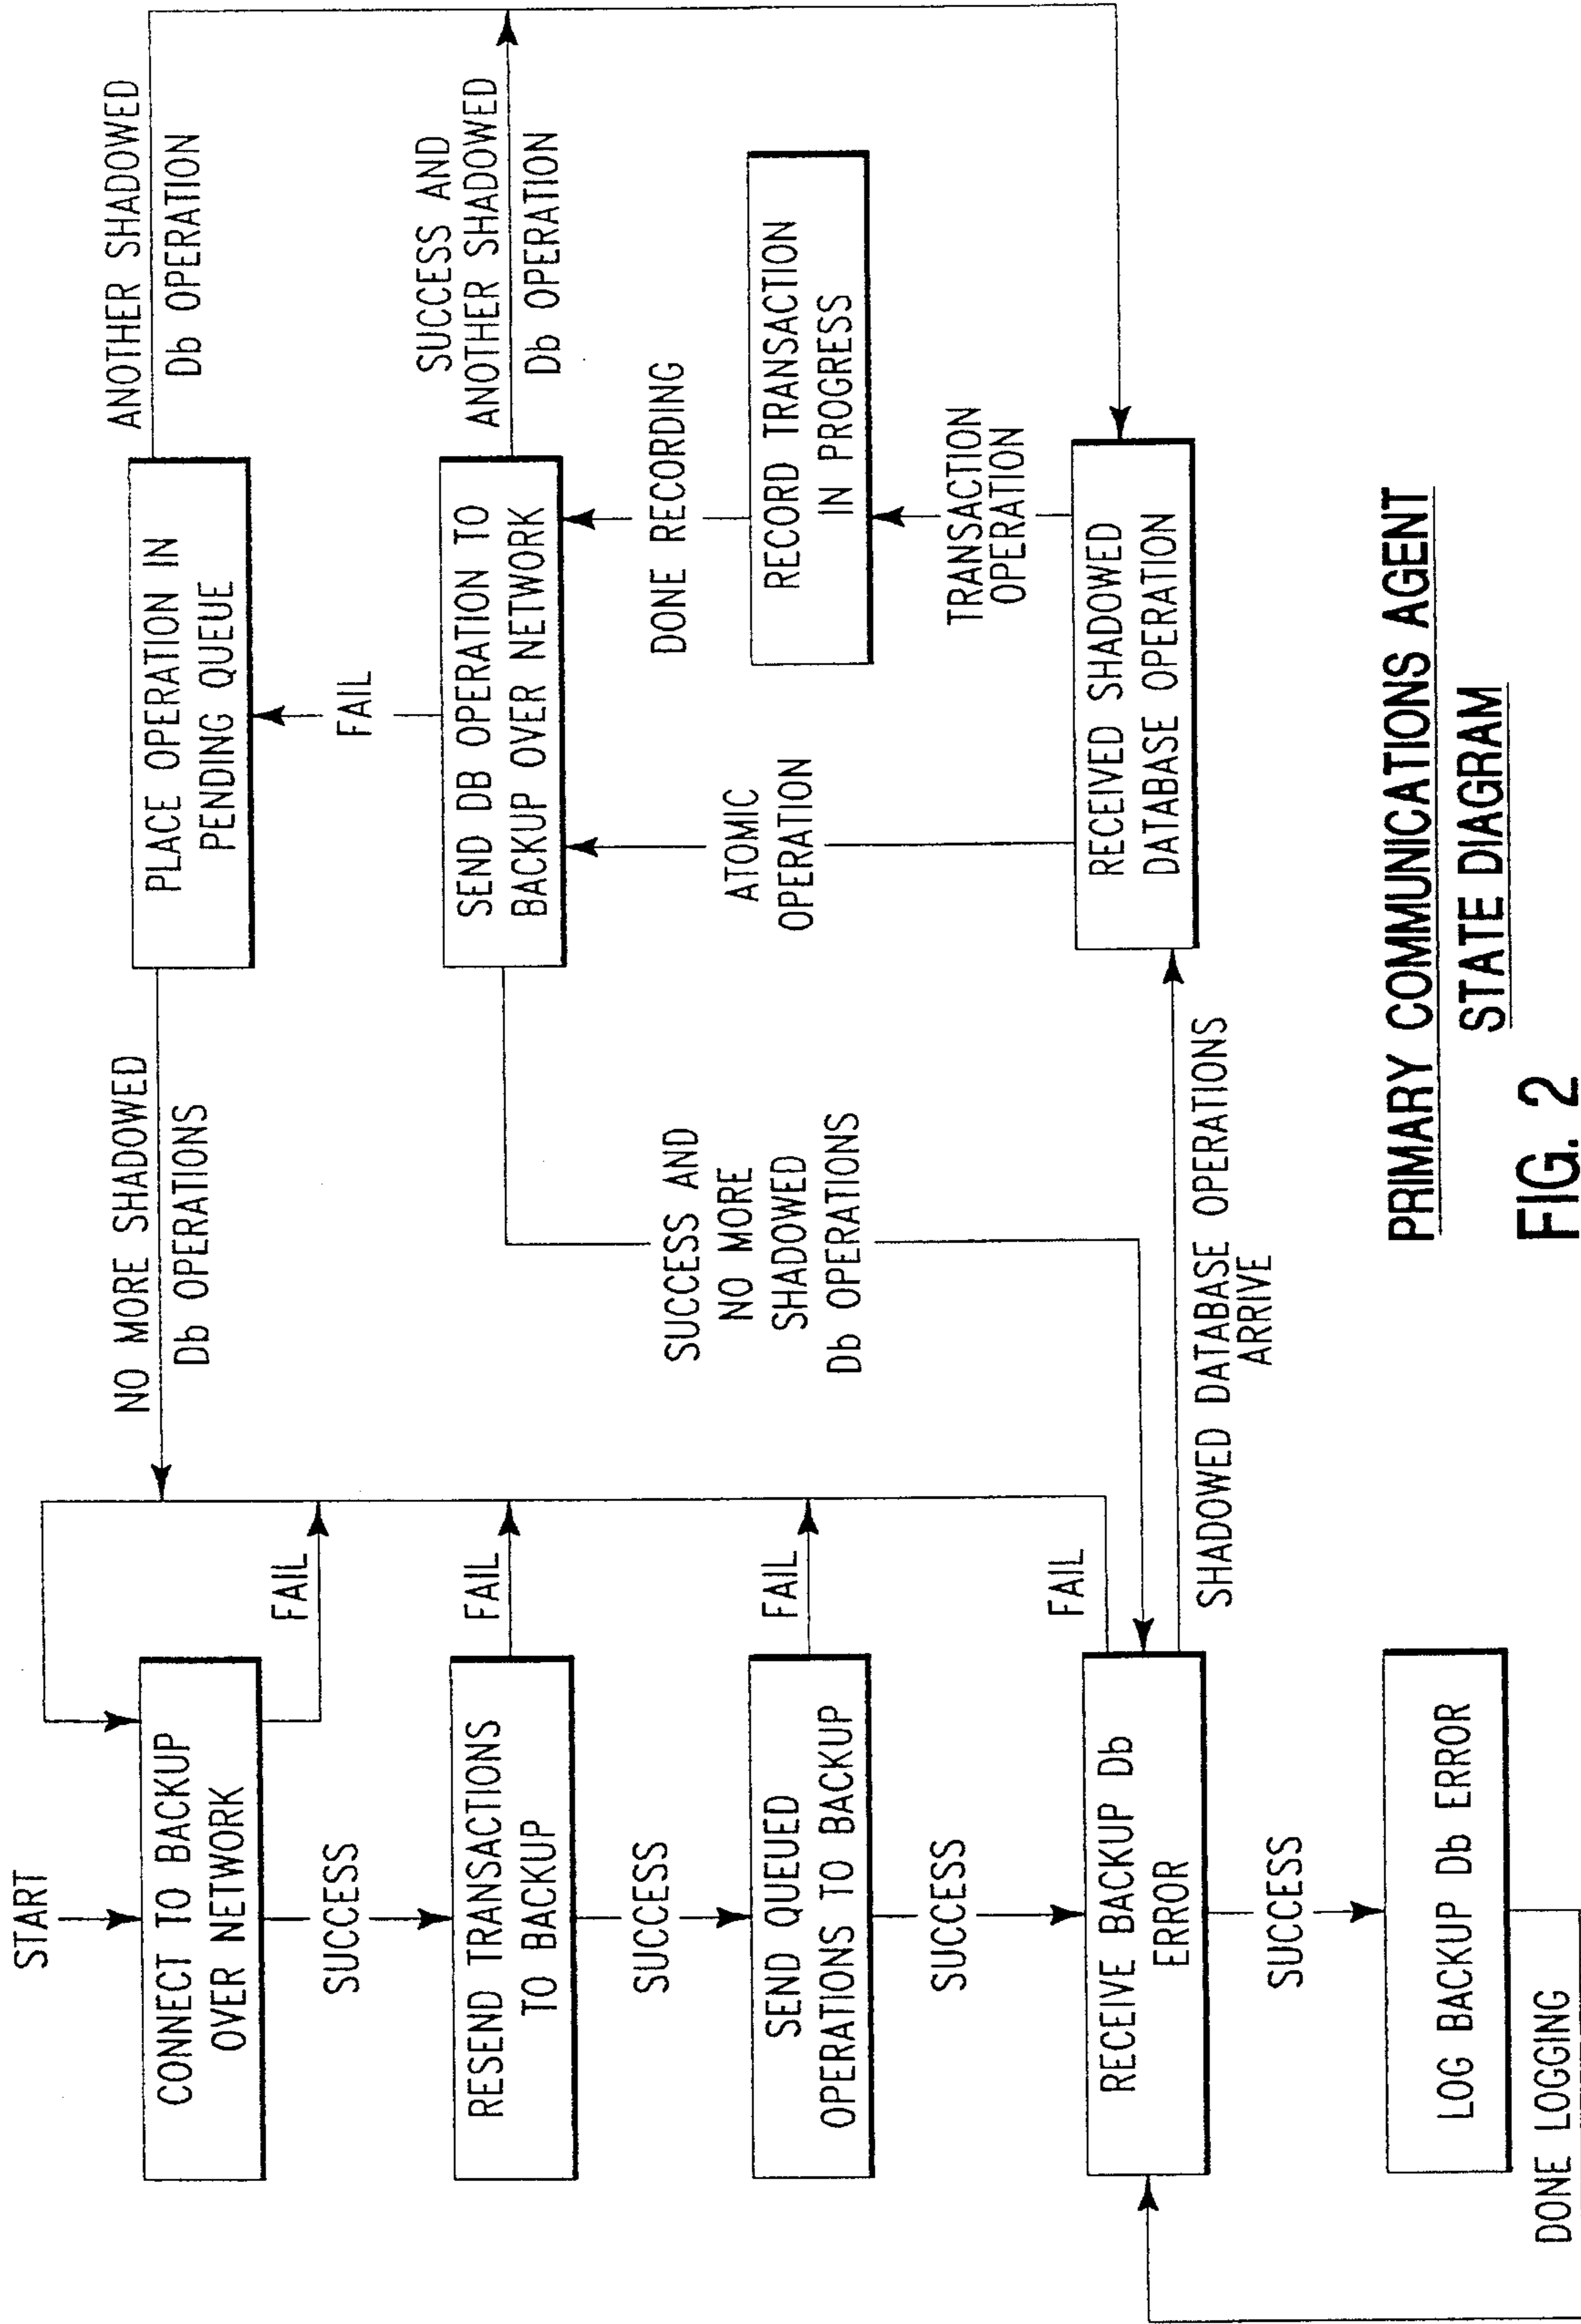 START
CONNECT TO BACKUP
OVER NETWORK
FAIL
SUCCESS
RESEND TRANSACTIONS
TO BACKUP
FAIL
SUCCESS
SEND QUEUED
OPERATIONS TO BACKUP
FAIL
SUCCESS
RECEIVE BACKUP Db
ERROR
FAIL
SUCCESS
LOG BACKUP Db ERROR
DONE LOGGING
NO MORE SHADOWED
Db OPERATIONS
SUCCESS AND
NO MORE
SHADOWED
Db OPERATIONS
SHADOWED DATABASE OPERATIONS
ARRIVE
PLACE OPERATION IN
PENDING QUEUE
ANOTHER SHADOWED
Db OPERATION
FAIL
SEND DB OPERATION TO
BACKUP OVER NETWORK
SUCCESS AND
ANOTHER SHADOWED
Db OPERATION
ATOMIC
OPERATION
DONE RECORDING
RECORD TRANSACTION
IN PROGRESS
TRANSACTION
OPERATION
RECEIVED SHADOWED
DATABASE OPERATION
PRIMARY COMMUNICATIONS AGENT
STATE DIAGRAM
FIG. 2